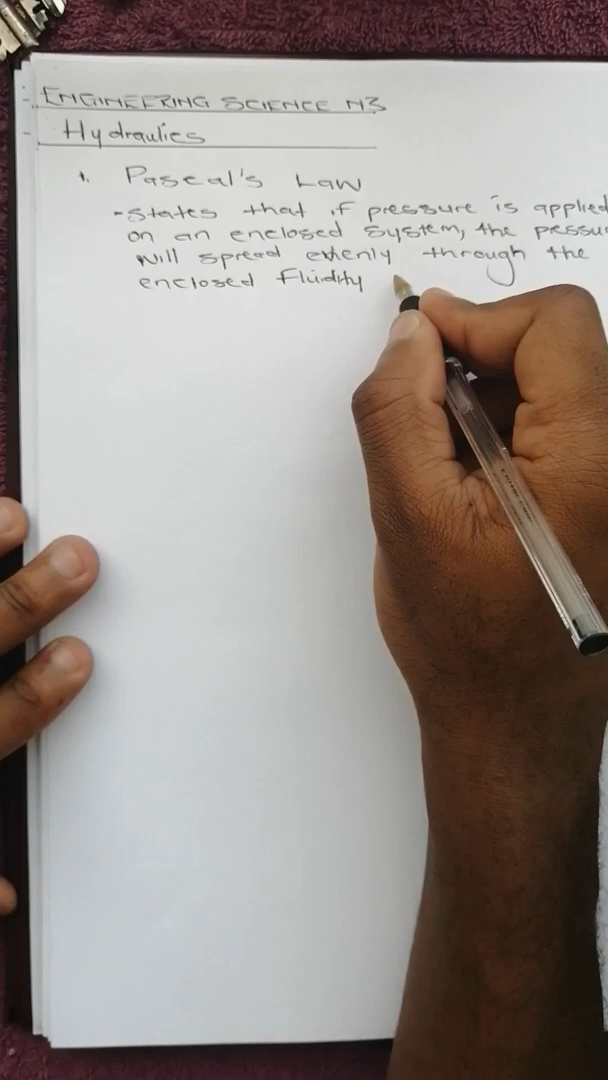 ENGINEERING SCIENCE N3
Hydraulics
1. Pascal's Law
- States that if pressure is applied
on an enclosed system, the pressu
will spread evenly through the
enclosed Fluidity